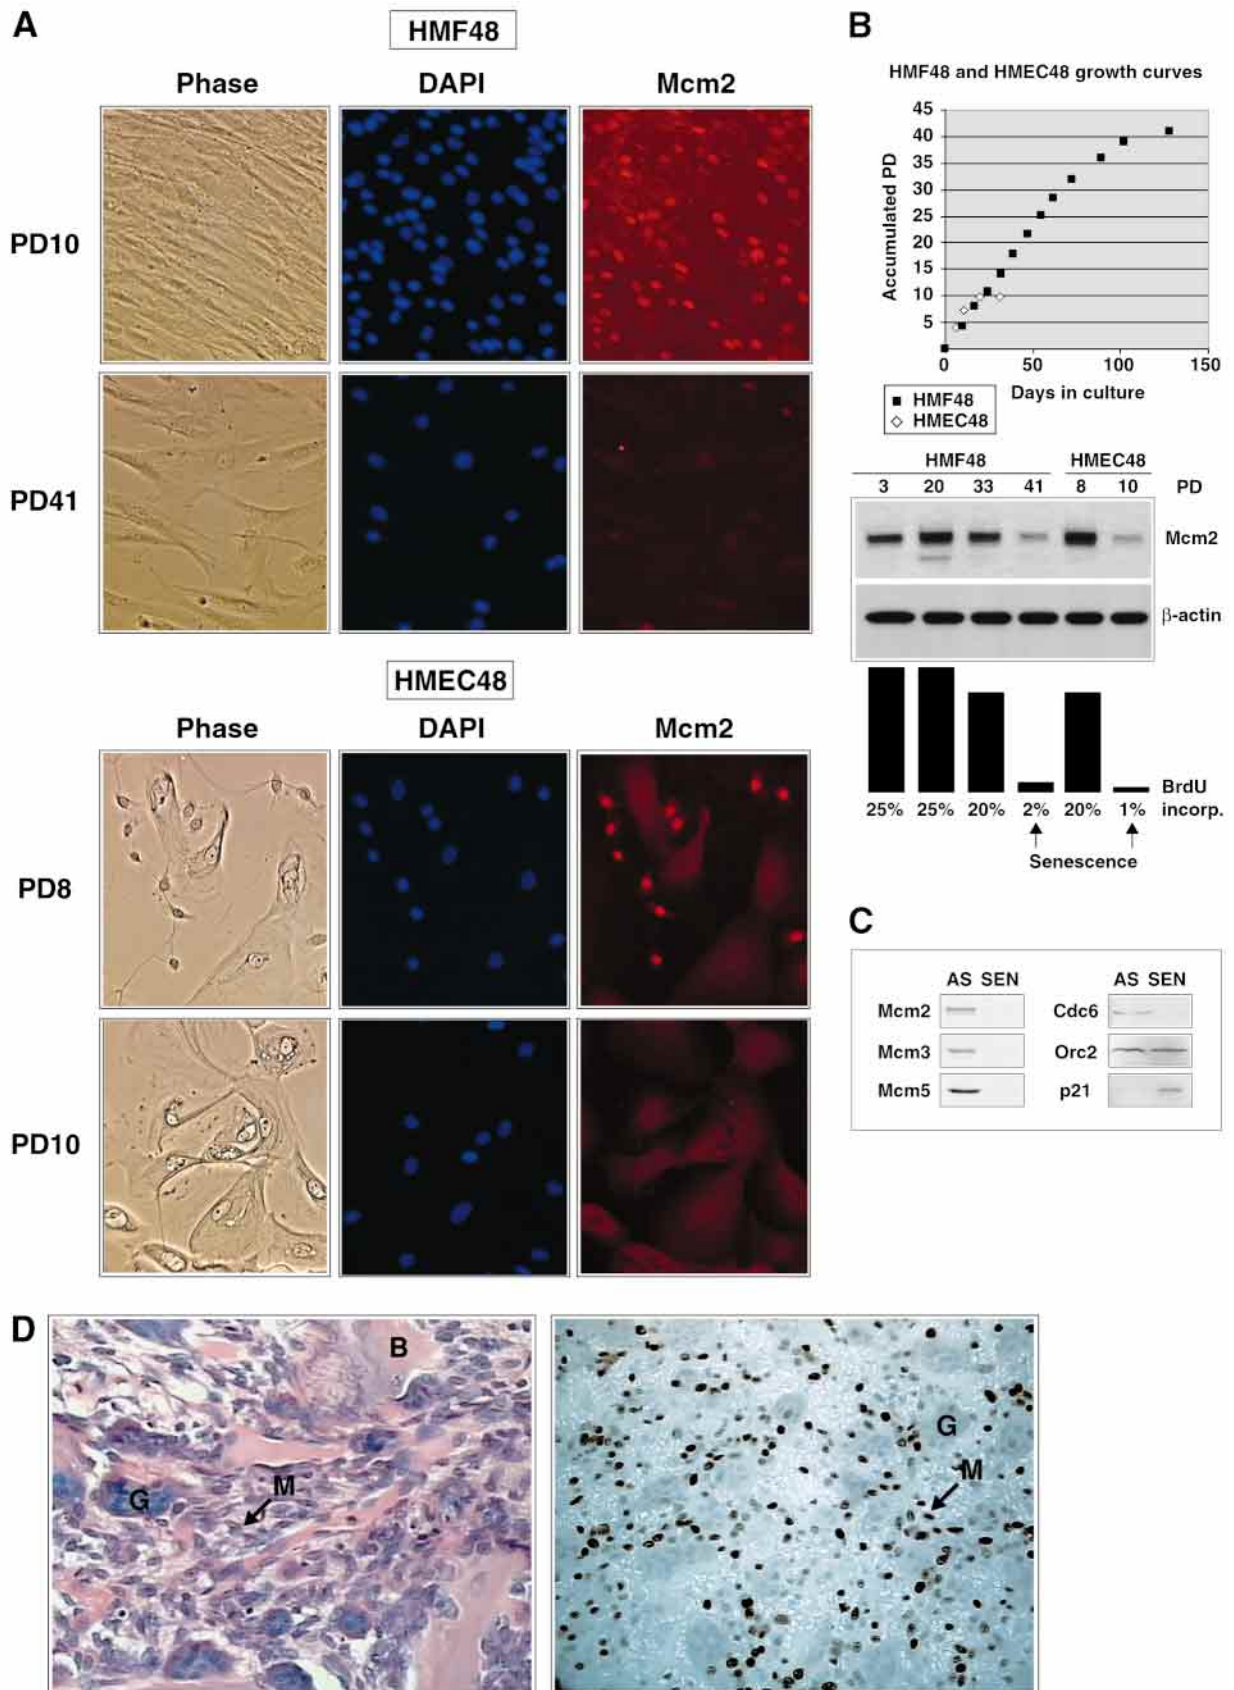 A
HMF48
Phase DAPI Mcm2
PD10
PD41
HMEC48
Phase DAPI Mcm2
PD8
PD10
B
HMF48 and HMEC48 growth curves
Accumulated PD
45
40
35
30
25
20
15
10
5
0 50 100 150
Days in culture
■ HMF48
◇ HMEC48
HMF48 HMEC48
3 20 33 41 8 10 PD
Mcm2
β-actin
BrdU
25% 25% 20% 2% 20% 1% incorp.
Senescence
C
AS SEN AS SEN
Mcm2 Cdc6
Mcm3 Orc2
Mcm5 p21
D
B
G
M
G
M